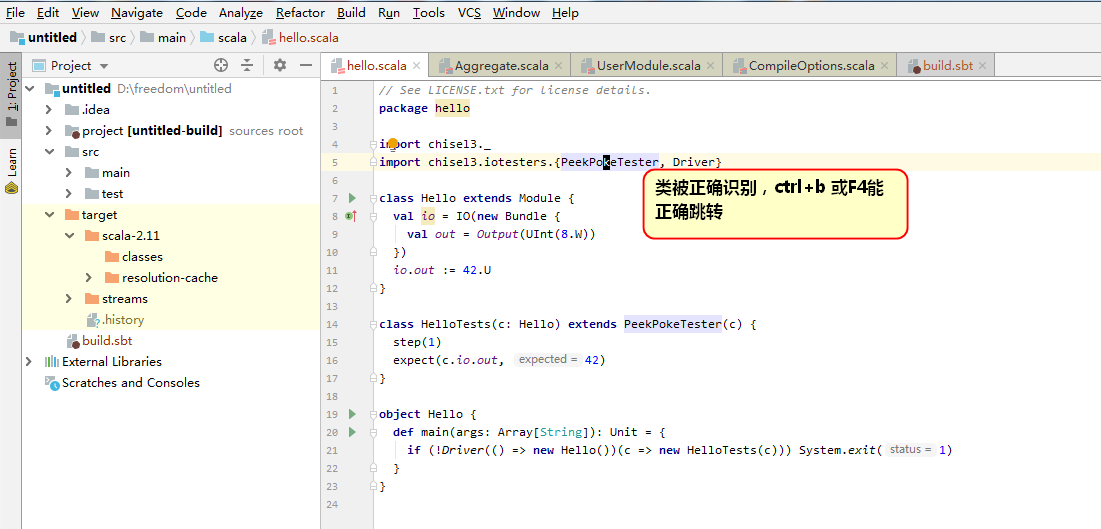 File Edit View Navigate Code Analyze Refactor Build Run Tools VCS Window Help
untitled src main scala hello.scala
1: Project
Learn
Project
untitled D:\freedom\untitled
.idea
project [untitled-build] sources root
src
main
test
target
scala-2.11
classes
resolution-cache
streams
.history
build.sbt
External Libraries
Scratches and Consoles
hello.scala Aggregate.scala UserModule.scala CompileOptions.scala build.sbt
1 // See LICENSE.txt for license details.
2 package hello
3
4 import chisel3._
5 import chisel3.iotesters.{PeekPokeTester, Driver}
6
7 class Hello extends Module {
8 val io = IO(new Bundle {
9 val out = Output(UInt(8.W))
10 })
11 io.out := 42.U
12 }
13
14 class HelloTests(c: Hello) extends PeekPokeTester(c) {
15 step(1)
16 expect(c.io.out, expected = 42)
17 }
18
19 object Hello {
20 def main(args: Array[String]): Unit = {
21 if (!Driver(() => new Hello())(c => new HelloTests(c))) System.exit( status = 1)
22 }
23 }
24
类被正确识别，ctrl+b 或F4能
正确跳转